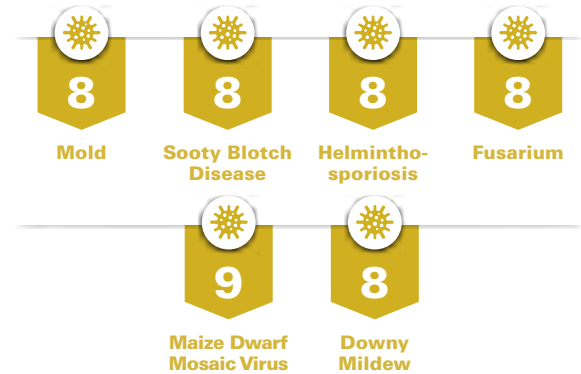 8 8 8 8
Mold Sooty Blotch Helmintho- Fusarium
Disease sporiosis
9 8
Maize Dwarf Downy
Mosaic Virus Mildew